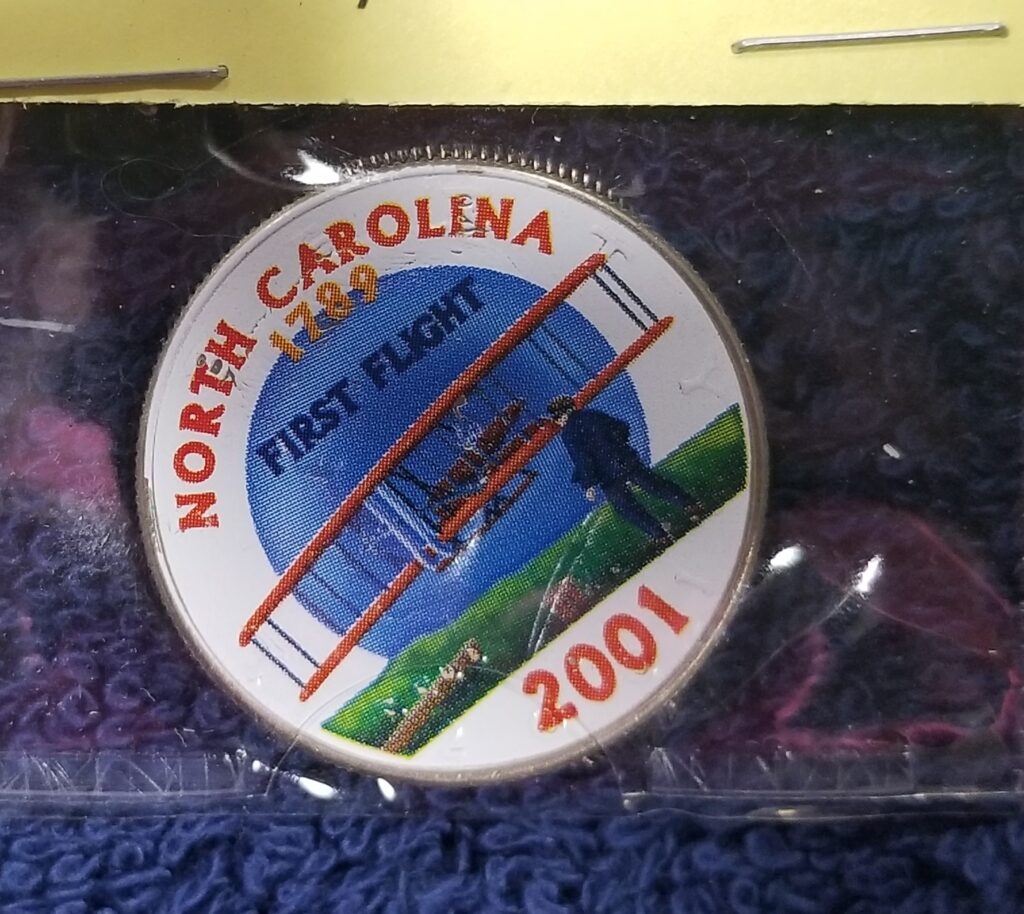 NORTH CAROLINA
1789
FIRST FLIGHT
2001